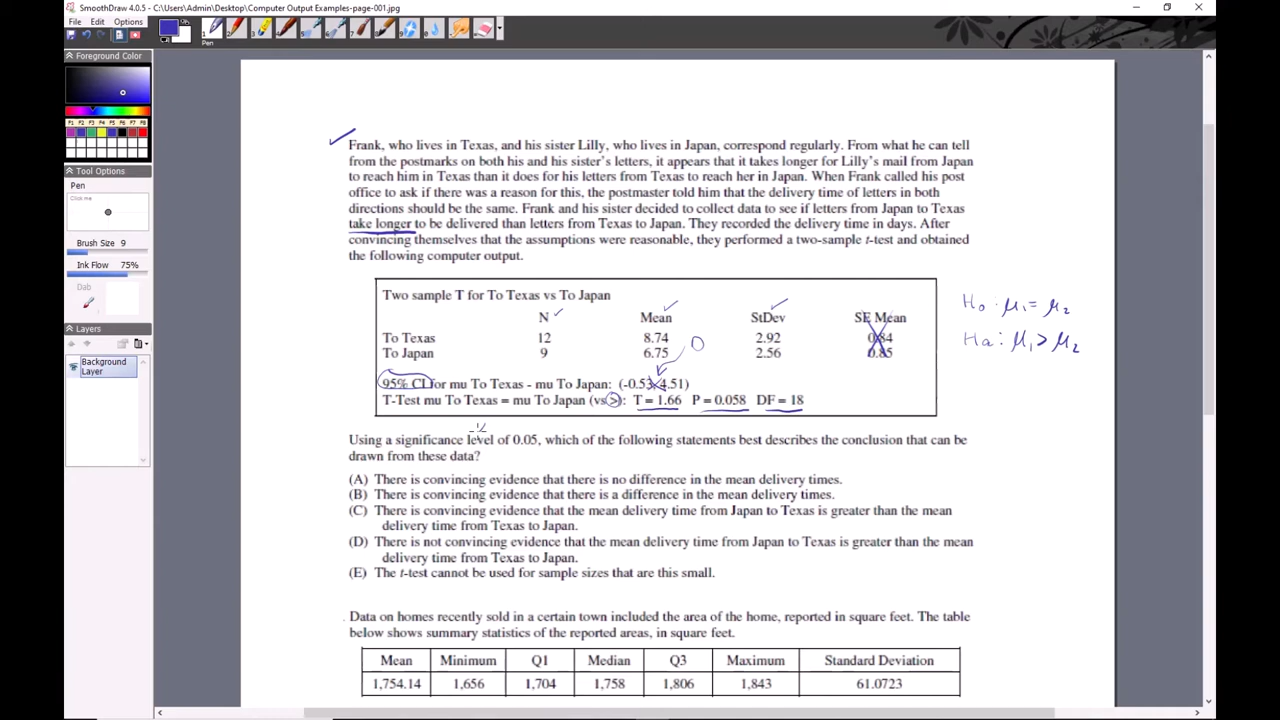 SmoothDraw 4.0.5 - C:\Users\Admin\Desktop\Computer Output Examples-page-001.jpg
File Edit Options
Pen
Foreground Color
F1 F2 F3 F4 F5 F6 F7 F8
Tool Options
Pen
Click me
Brush Size 9
Ink Flow 75%
Dab
Layers
Background Layer
Frank, who lives in Texas, and his sister Lilly, who lives in Japan, correspond regularly. From what he can tell
from the postmarks on both his and his sister's letters, it appears that it takes longer for Lilly's mail from Japan
to reach him in Texas than it does for his letters from Texas to reach her in Japan. When Frank called his post
office to ask if there was a reason for this, the postmaster told him that the delivery time of letters in both
directions should be the same. Frank and his sister decided to collect data to see if letters from Japan to Texas
take longer to be delivered than letters from Texas to Japan. They recorded the delivery time in days. After
convincing themselves that the assumptions were reasonable, they performed a two-sample t-test and obtained
the following computer output.
Two sample T for To Texas vs To Japan
N Mean StDev SE Mean
To Texas 12 8.74 2.92 0.84
To Japan 9 6.75 2.56 0.85
0
95% CI for mu To Texas - mu To Japan: (-0.53, 4.51)
T-Test mu To Texas = mu To Japan (vs >): T = 1.66 P = 0.058 DF = 18
Ho: μ1 = μ2
Ha: μ1 > μ2
Using a significance level of 0.05, which of the following statements best describes the conclusion that can be
drawn from these data?
(A) There is convincing evidence that there is no difference in the mean delivery times.
(B) There is convincing evidence that there is a difference in the mean delivery times.
(C) There is convincing evidence that the mean delivery time from Japan to Texas is greater than the mean
delivery time from Texas to Japan.
(D) There is not convincing evidence that the mean delivery time from Japan to Texas is greater than the mean
delivery time from Texas to Japan.
(E) The t-test cannot be used for sample sizes that are this small.
Data on homes recently sold in a certain town included the area of the home, reported in square feet. The table
below shows summary statistics of the reported areas, in square feet.
Mean Minimum Q1 Median Q3 Maximum Standard Deviation
1,754.14 1,656 1,704 1,758 1,806 1,843 61.0723